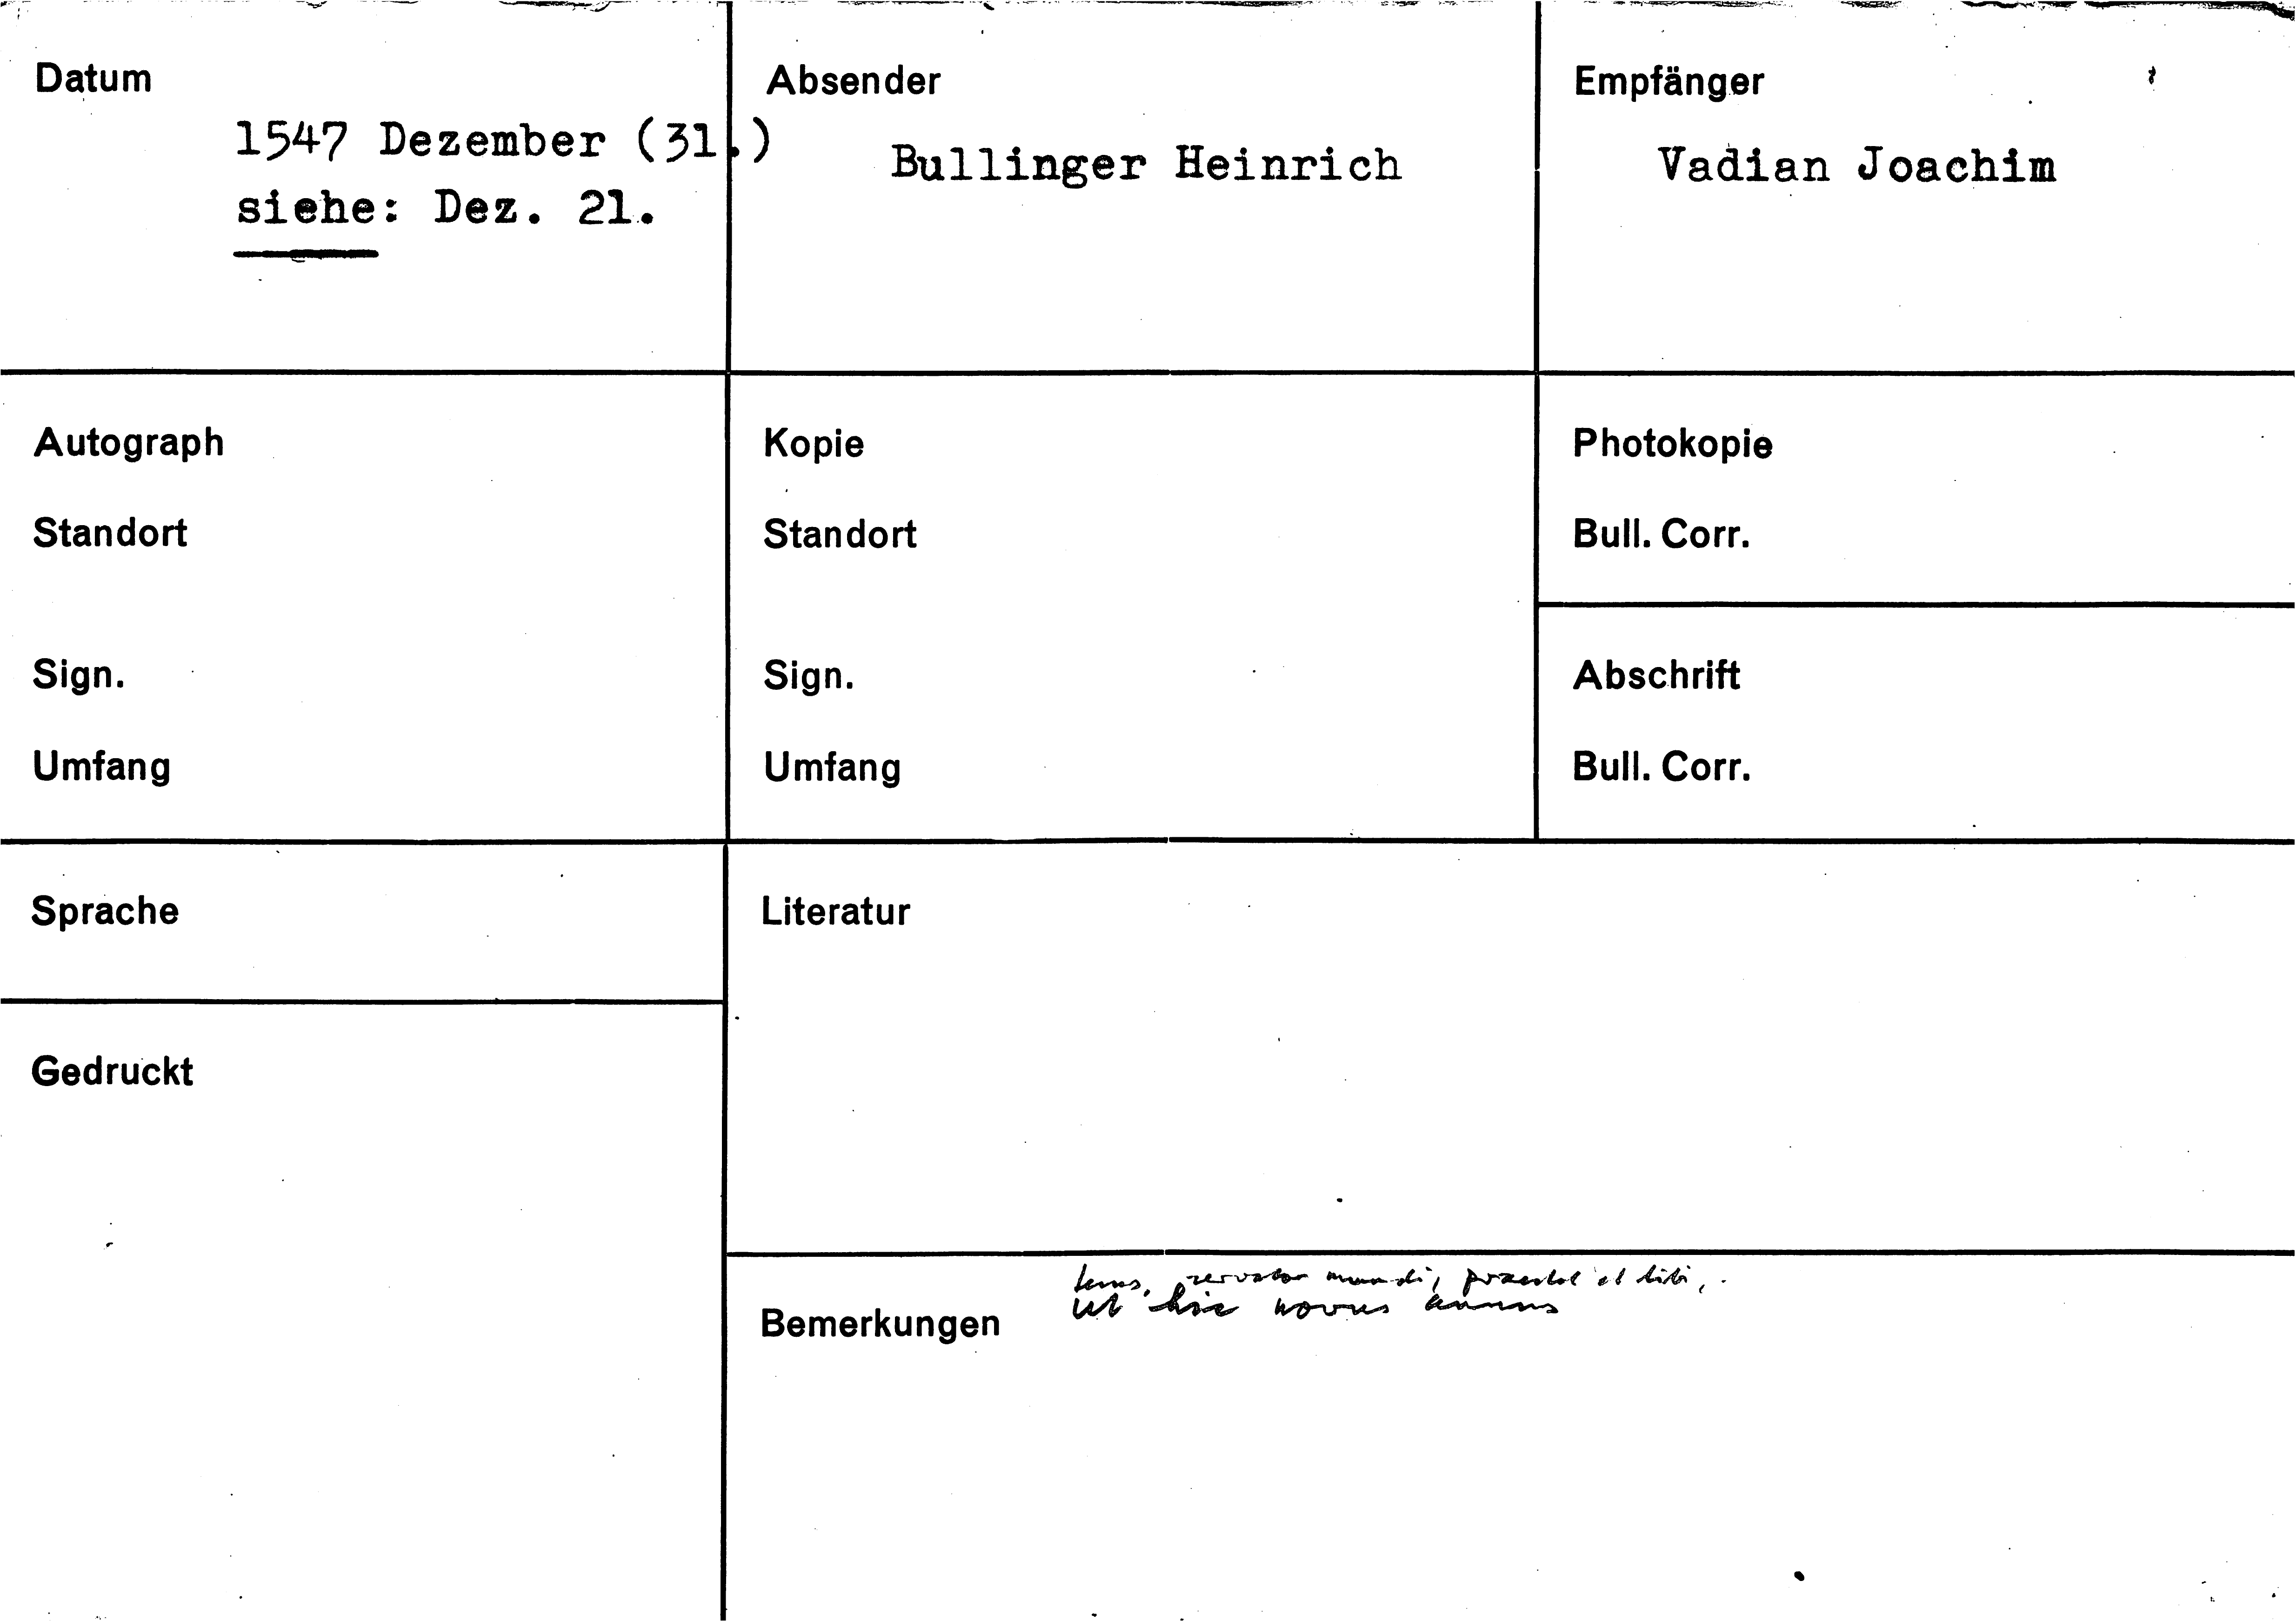 Datum
1547 Dezember (31.)
siehe: Dez. 21.
Absender
Bullinger Heinrich
Empfänger
Vadian Joachim
Autograph
Standort
Sign.
Umfang
Kopie
Standort
Sign.
Umfang
Photokopie
Bull. Corr.
Abschrift
Bull. Corr.
Sprache
Literatur
Gedruckt
Bemerkungen
servator mundi, praestet et tibi,
ut hic novus annus